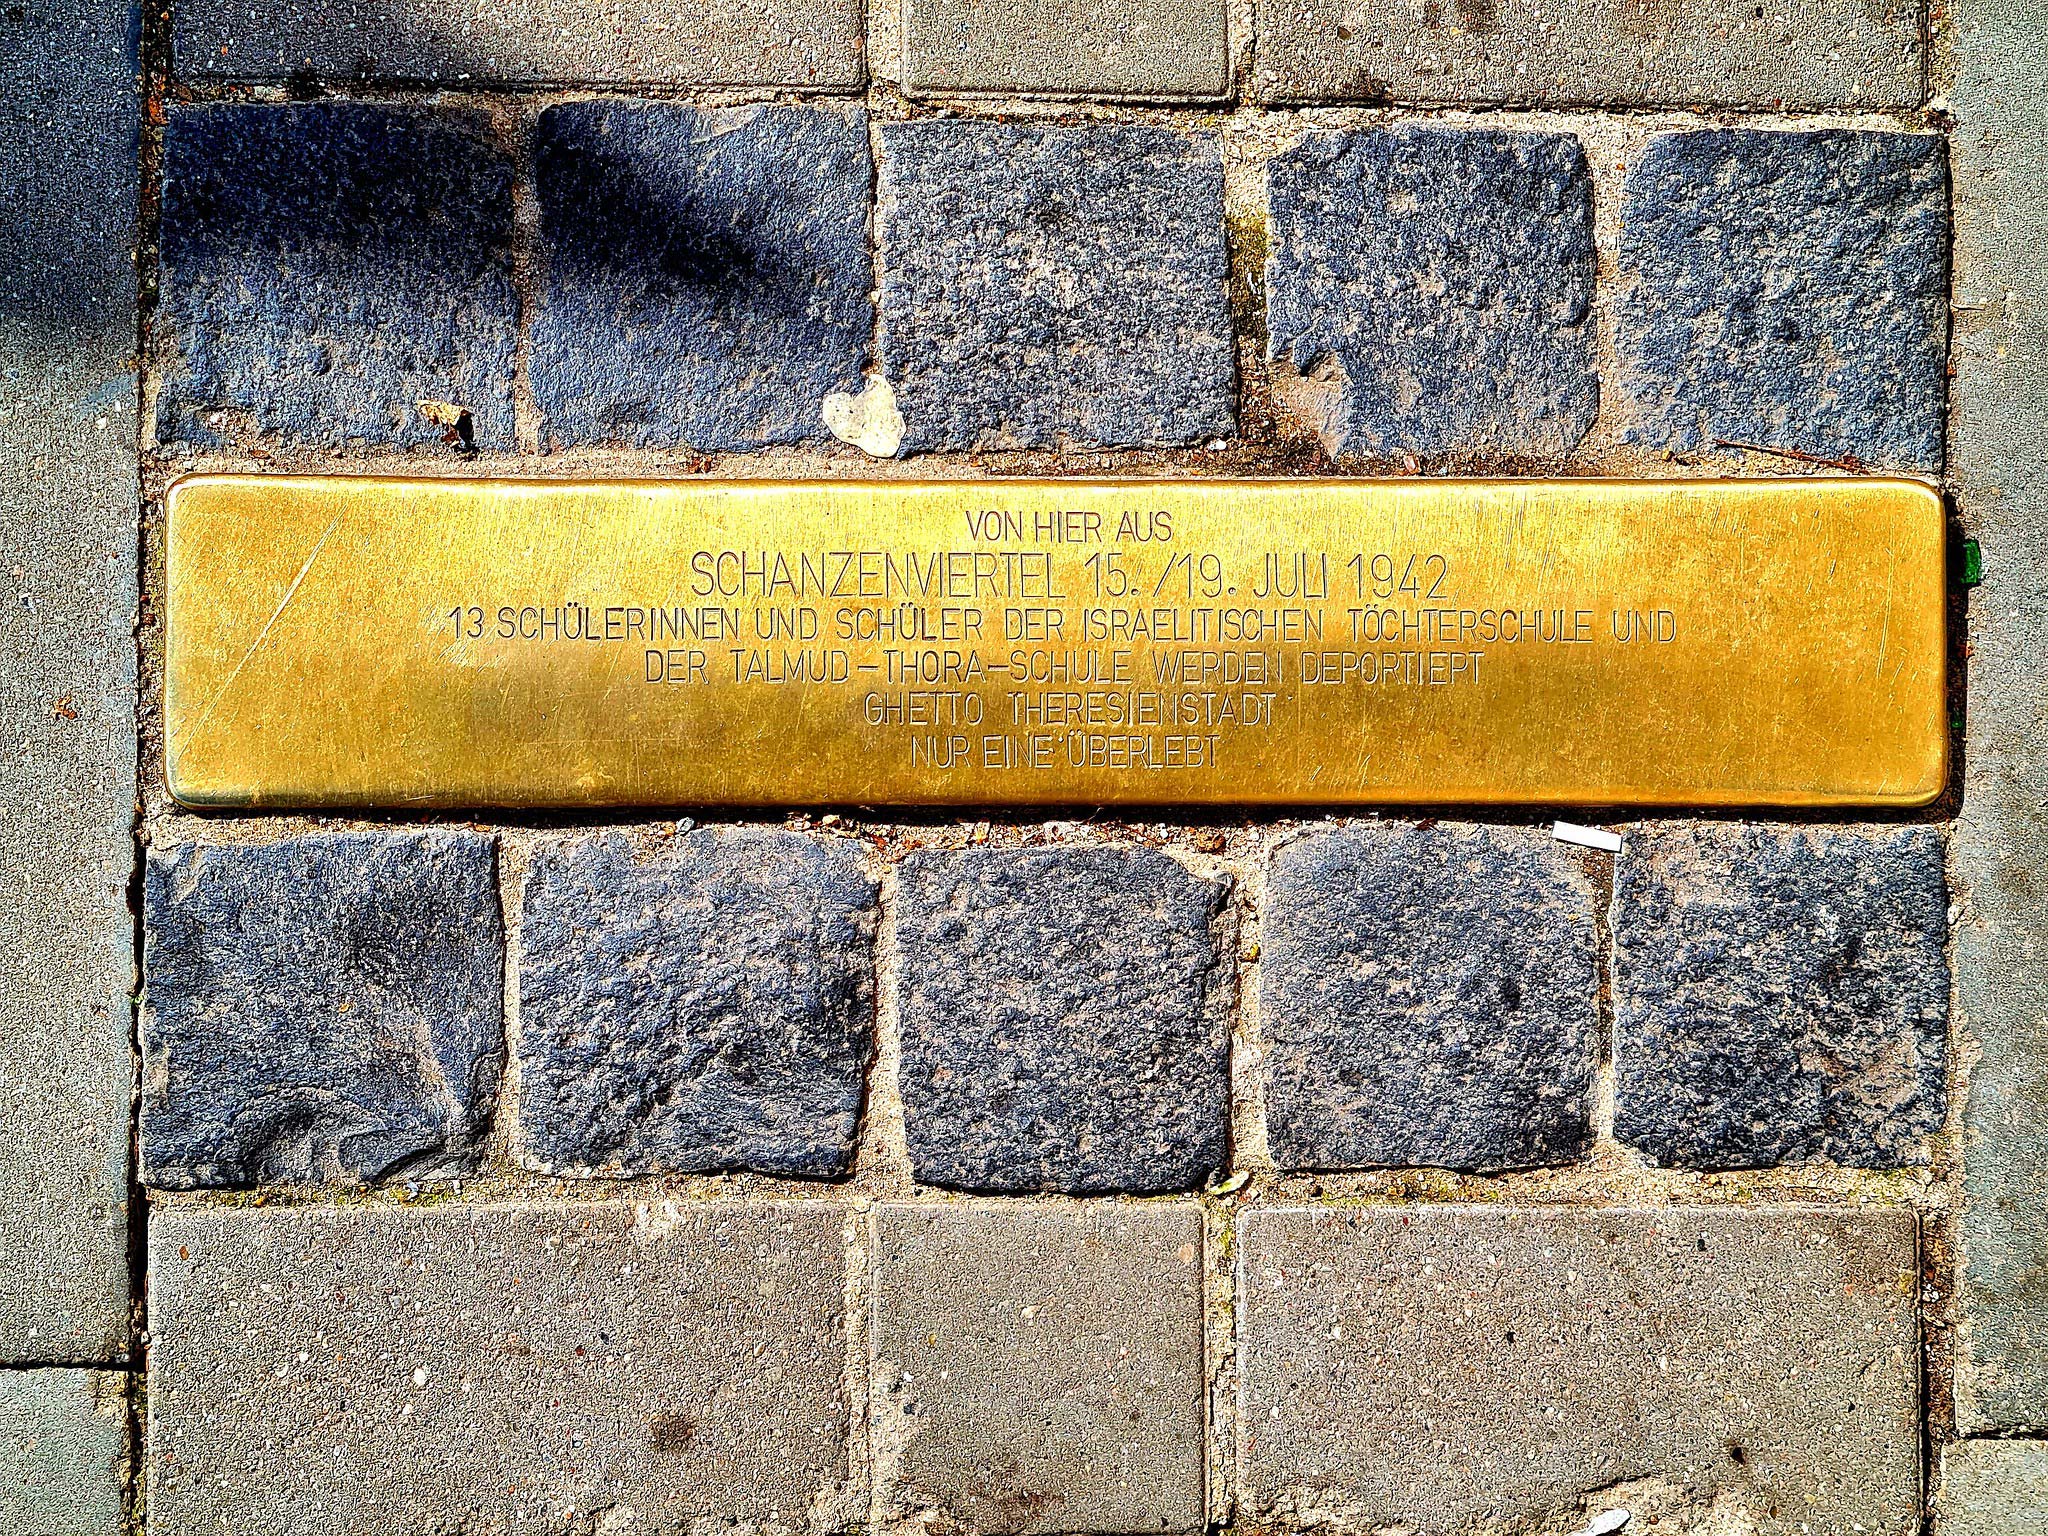 VON HIER AUS
SCHANZENVIERTEL 15./19. JULI 1942
13 SCHÜLERINNEN UND SCHÜLER DER ISRAELITISCHEN TÖCHTERSCHULE UND
DER TALMUD-THORA-SCHULE WERDEN DEPORTIERT
GHETTO THERESIENSTADT
NUR EINE ÜBERLEBT